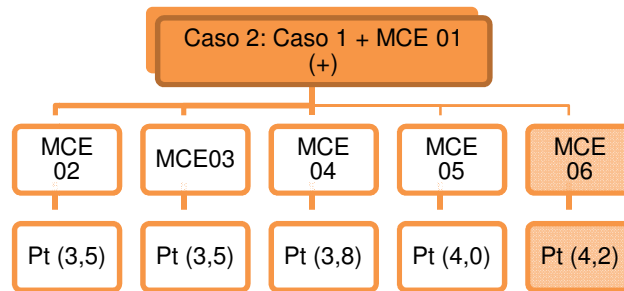 Caso 2: Caso 1 + MCE 01
(+)
MCE
02
MCE03
MCE
04
MCE
05
MCE
06
Pt (3,5)
Pt (3,5)
Pt (3,8)
Pt (4,0)
Pt (4,2)